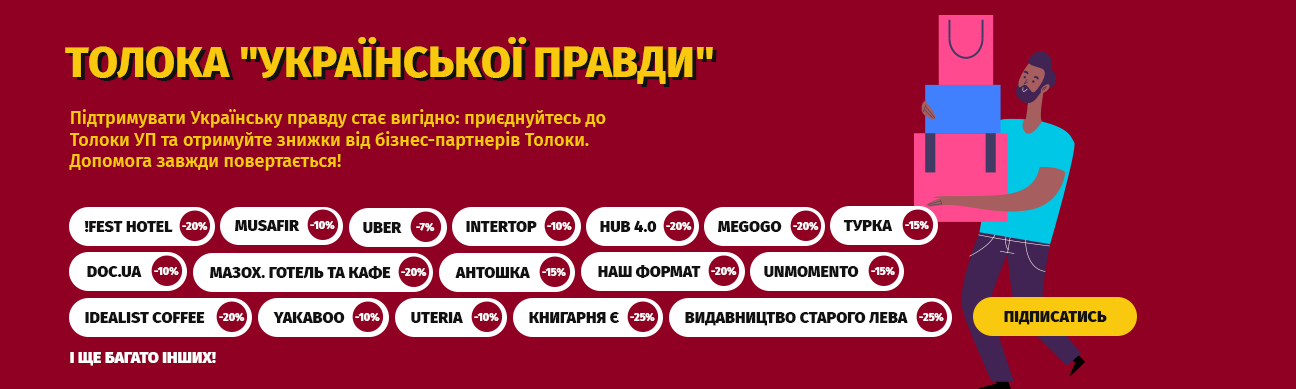 ТОЛОКА "УКРАЇНСЬКОЇ ПРАВДИ"
Підтримувати Українську правду стає вигідно: приєднуйтесь до
Толоки УП та отримуйте знижки від бізнес-партнерів Толоки.
Допомога завжди повертається!
!FEST HOTEL -20% MUSAFIR -10% UBER -7% INTERTOP -10% HUB 4.0 -20% MEGOGO -20% ТУРКА -15%
DOC.UA -10% МАЗОХ. ГОТЕЛЬ ТА КАФЕ -20% АНТОШКА -15% НАШ ФОРМАТ -20% UNMOMENTO -15%
IDEALIST COFFEE -20% YAKABOO -10% UTERIA -10% КНИГАРНЯ Є -25% ВИДАВНИЦТВО СТАРОГО ЛЕВА -25% ПІДПИСАТИСЬ
І ЩЕ БАГАТО ІНШИХ!